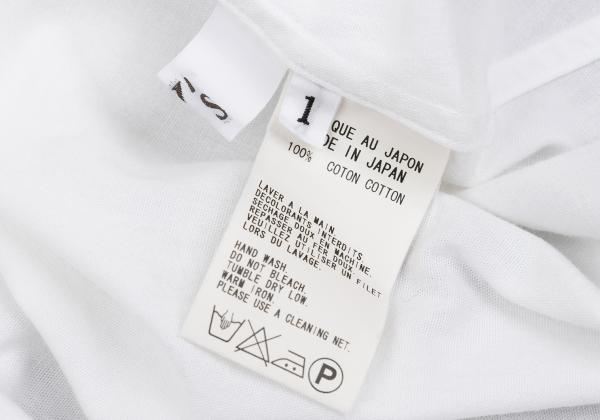 1
QUE AU JAPON
DE IN JAPAN
100% COTON COTTON
LAVER A LA MAIN.
DECOLORANTS INTERDITS.
SECHAGE DOUX EN MACHINE.
REPASSER AU FER DOUX.
VEUILLEZ UTILISER UN FILET
LORS DU LAVAGE.
HAND WASH.
DO NOT BLEACH.
TUMBLE DRY LOW.
WARM IRON.
PLEASE USE A CLEANING NET.
P